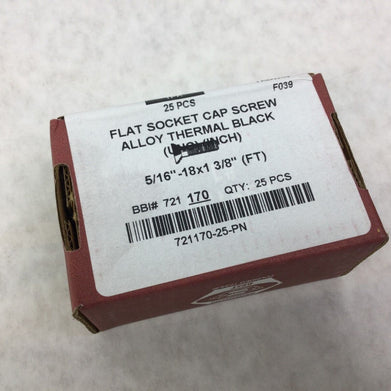 25 PCS
F039
FLAT SOCKET CAP SCREW
ALLOY THERMAL BLACK
5/16"-18x1 3/8" (FT)
BBI# 721 170 QTY: 25 PCS
721170-25-PN